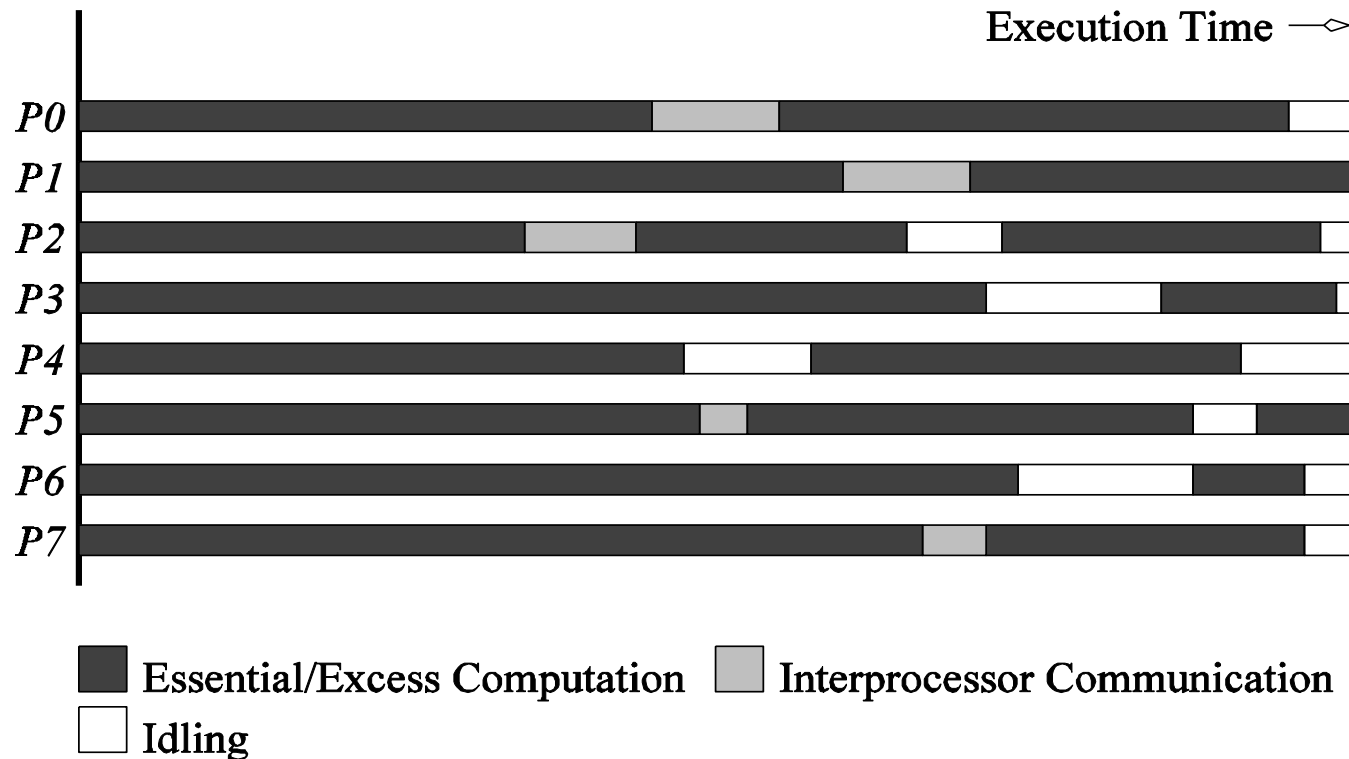 Execution Time
P0
P1
P2
P3
P4
P5
P6
P7
Essential/Excess Computation
Interprocessor Communication
Idling